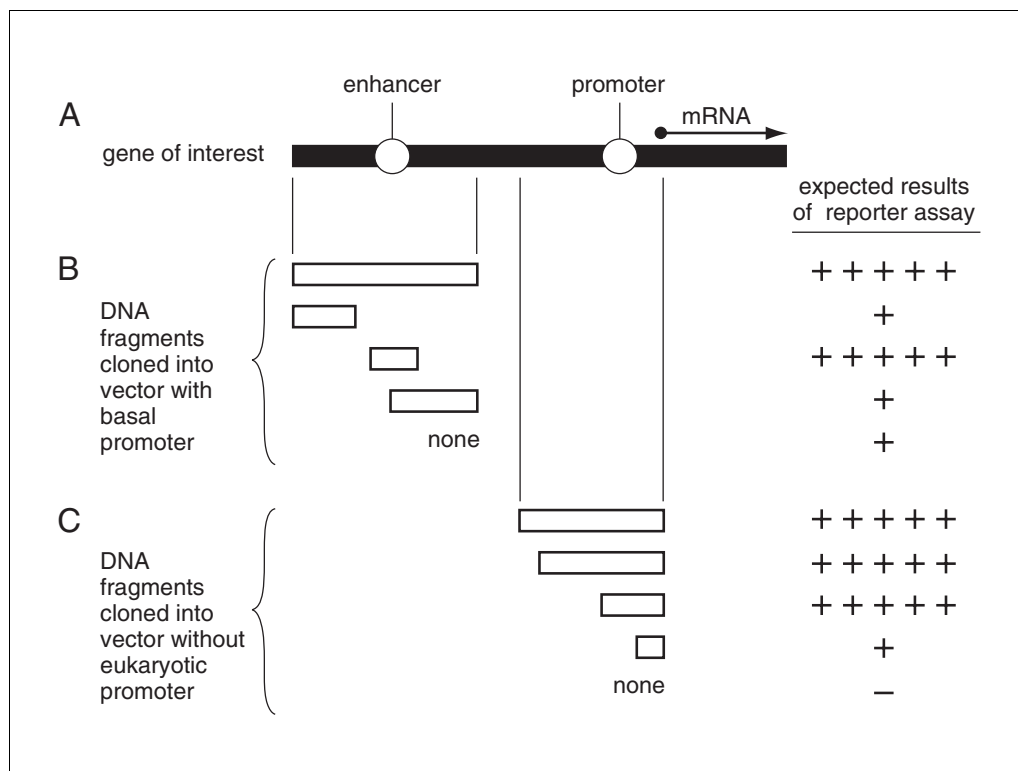 enhancer
promoter
A
mRNA
gene of interest
expected results
of reporter assay
B
+ + + + +
DNA
fragments
cloned into
vector with
basal
promoter
+
+ + + + +
+
none
+
C
+ + + + +
DNA
fragments
cloned into
vector without
eukaryotic
promoter
+ + + + +
+ + + + +
+
none
–